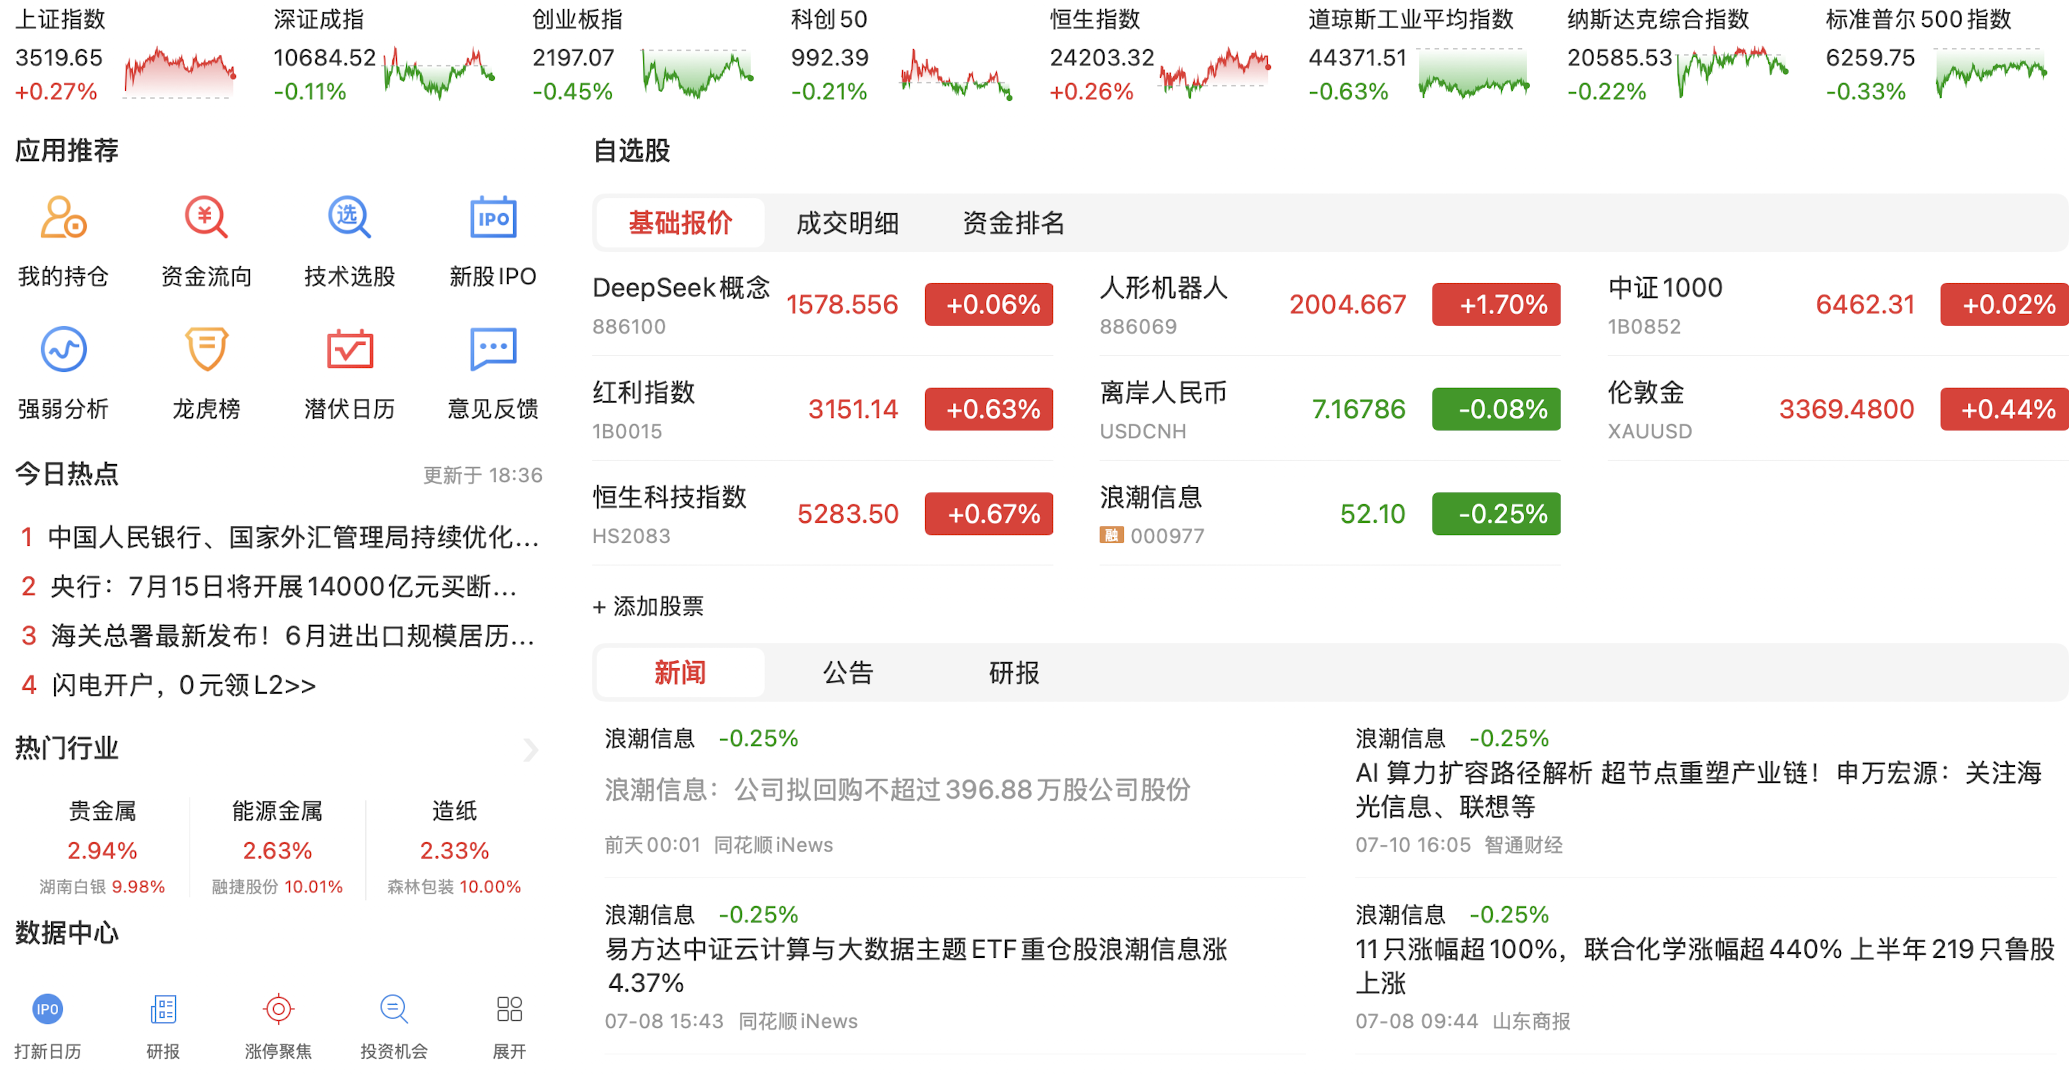 上证指数
3519.65
+0.27%
深证成指
10684.52
-0.11%
创业板指
2197.07
-0.45%
科创50
992.39
-0.21%
恒生指数
24203.32
+0.26%
道琼斯工业平均指数
44371.51
-0.63%
纳斯达克综合指数
20585.53
-0.22%
标准普尔500指数
6259.75
-0.33%
应用推荐
我的持仓
¥
资金流向
选
技术选股
IPO
新股IPO
强弱分析
龙虎榜
潜伏日历
意见反馈
今日热点 更新于 18:36
1 中国人民银行、国家外汇管理局持续优化...
2 央行：7月15日将开展14000亿元买断...
3 海关总署最新发布！6月进出口规模居历...
4 闪电开户，0元领L2>>
热门行业
贵金属
2.94%
湖南白银 9.98%
能源金属
2.63%
融捷股份 10.01%
造纸
2.33%
森林包装 10.00%
数据中心
IPO
打新日历
研报
涨停聚焦
投资机会
展开
自选股
基础报价 成交明细 资金排名
DeepSeek概念 1578.556 +0.06%
886100
人形机器人 2004.667 +1.70%
886069
中证1000 6462.31 +0.02%
1B0852
红利指数 3151.14 +0.63%
1B0015
离岸人民币 7.16786 -0.08%
USDCNH
伦敦金 3369.4800 +0.44%
XAUUSD
恒生科技指数 5283.50 +0.67%
HS2083
浪潮信息 52.10 -0.25%
融 000977
+ 添加股票
新闻 公告 研报
浪潮信息 -0.25%
浪潮信息：公司拟回购不超过396.88万股公司股份
前天00:01 同花顺iNews
浪潮信息 -0.25%
AI 算力扩容路径解析 超节点重塑产业链！申万宏源：关注海
光信息、联想等
07-10 16:05 智通财经
浪潮信息 -0.25%
易方达中证云计算与大数据主题ETF重仓股浪潮信息涨
4.37%
07-08 15:43 同花顺iNews
浪潮信息 -0.25%
11只涨幅超100%，联合化学涨幅超440% 上半年219只鲁股
上涨
07-08 09:44 山东商报